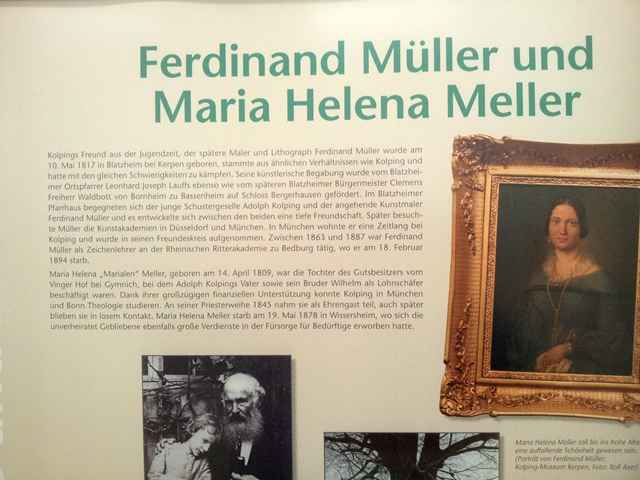 Ferdinand Müller und
Maria Helena Meller
Kolpings Freund aus der Jugendzeit, der spätere Maler und Lithograph Ferdinand Müller wurde am
10. Mai 1817 in Blatzheim bei Kerpen geboren, stammte aus ähnlichen Verhältnissen wie Kolping und
hatte mit den gleichen Schwierigkeiten zu kämpfen. Seine künstlerische Begabung wurde vom Blatzhei-
mer Ortspfarrer Leonhard Joseph Lauffs ebenso wie vom späteren Blatzheimer Bürgermeister Clemens
Freiherr Waldbott von Bornheim zu Bassenheim auf Schloss Bergerhausen gefördert. Im Blatzheimer
Pfarrhaus begegneten sich der junge Schustergeselle Adolph Kolping und der angehende Kunstmaler
Ferdinand Müller und es entwickelte sich zwischen den beiden eine tiefe Freundschaft. Später besuch-
te Müller die Kunstakademien in Düsseldorf und München. In München wohnte er eine Zeitlang bei
Kolping und wurde in seinen Freundeskreis aufgenommen. Zwischen 1861 und 1887 war Ferdinand
Müller als Zeichenlehrer an der Rheinischen Ritterakademie zu Bedburg tätig, wo er am 18. Februar
1894 starb.
Maria Helena „Marialen“ Meller, geboren am 14. April 1809, war die Tochter des Gutsbesitzers vom
Vinger Hof bei Gymnich, bei dem Adolph Kolpings Vater sowie sein Bruder Wilhelm als Lohnschäfer
beschäftigt waren. Dank ihrer großzügigen finanziellen Unterstützung konnte Kolping in München
und Bonn Theologie studieren. An seiner Priesterweihe 1845 nahm sie als Ehrengast teil, auch später
blieben sie in losem Kontakt. Maria Helena Meller starb am 19. Mai 1878 in Wissersheim, wo sich die
unverheiratet Gebliebene ebenfalls große Verdienste in der Fürsorge für Bedürftige erworben hatte.
Maria Helena Meller soll bis ins hohe Alter
eine auffallende Schönheit gewesen sein.
(Porträt von Ferdinand Müller;
Kolping-Museum Kerpen, Foto: Rolf Axer)